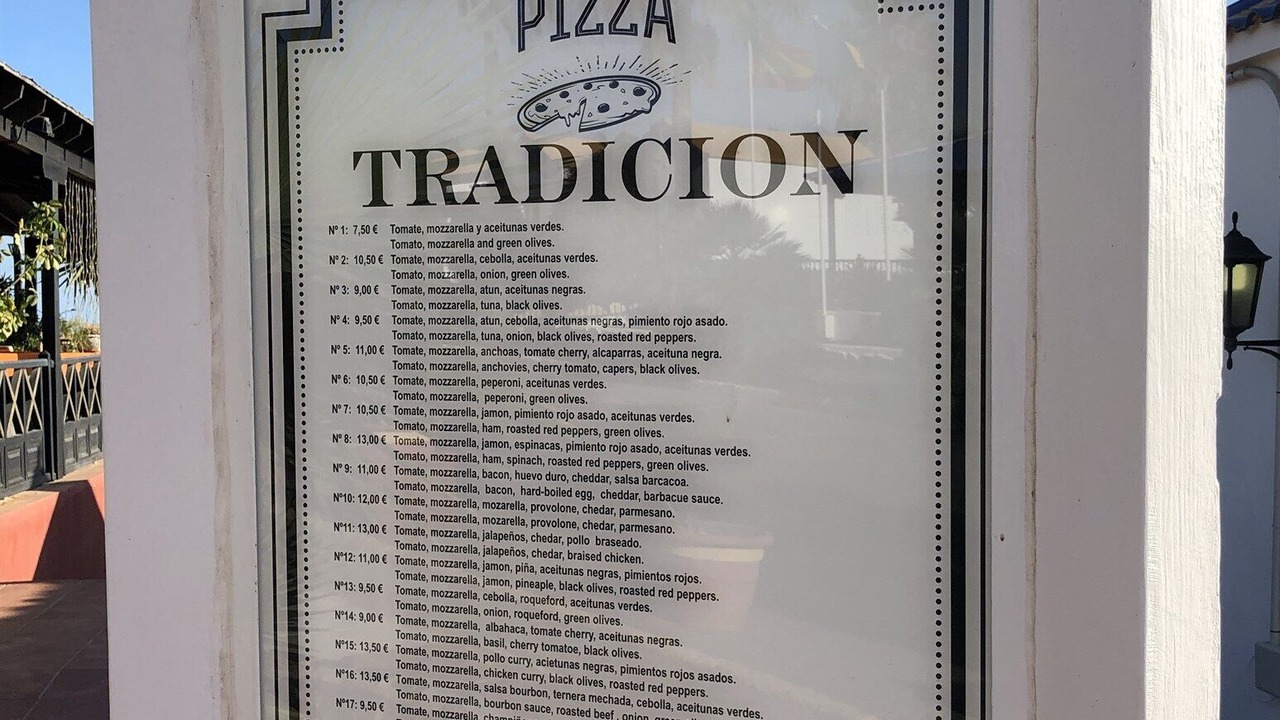 PIZZA
TRADICION
Nº 1: 7,50 € Tomate, mozzarella y aceitunas verdes.
Tomato, mozzarella and green olives.
Nº 2: 10,50 € Tomate, mozzarella, cebolla, aceitunas verdes.
Tomato, mozzarella, onion, green olives.
Nº 3: 9,00 € Tomate, mozzarella, atun, aceitunas negras.
Tomato, mozzarella, tuna, black olives.
Nº 4: 9,50 € Tomate, mozzarella, atun, cebolla, aceitunas negras, pimiento rojo asado.
Tomato, mozzarella, tuna, onion, black olives, roasted red peppers.
Nº 5: 11,00 € Tomate, mozzarella, anchoas, tomate cherry, alcaparras, aceituna negra.
Tomato, mozzarella, anchovies, cherry tomato, capers, black olives.
Nº 6: 10,50 € Tomate, mozzarella, peperoni, aceitunas verdes.
Tomato, mozzarella, peperoni, green olives.
Nº 7: 10,50 € Tomate, mozzarella, jamon, pimiento rojo asado, aceitunas verdes.
Tomato, mozzarella, ham, roasted red peppers, green olives.
Nº 8: 13,00 € Tomate, mozzarella, jamon, espinacas, pimiento rojo asado, aceitunas verdes.
Tomato, mozzarella, ham, spinach, roasted red peppers, green olives.
Nº 9: 11,00 € Tomate, mozzarella, bacon, huevo duro, cheddar, salsa barcacoa.
Tomato, mozzarella, bacon, hard-boiled egg, cheddar, barbacue sauce.
Nº10: 12,00 € Tomate, mozzarella, mozarella, provolone, chedar, parmesano.
Tomate, mozzarella, mozarella, provolone, chedar, parmesano.
Nº11: 13,00 € Tomate, mozzarella, jalapeños, chedar, pollo braseado.
Tomato, mozzarella, jalapeños, chedar, braised chicken.
Nº12: 11,00 € Tomate, mozzarella, jamon, piña, aceitunas negras, pimientos rojos.
Tomate, mozzarella, jamon, pineaple, black olives, roasted red peppers.
Nº13: 9,50 € Tomate, mozzarella, cebolla, roqueford, aceitunas verdes.
Tomato, mozzarella, onion, roqueford, green olives.
Nº14: 9,00 € Tomate, mozzarella, albahaca, tomate cherry, aceitunas negras.
Tomato, mozzarella, basil, cherry tomatoe, black olives.
Nº15: 13,50 € Tomate, mozzarella, pollo curry, acietunas negras, pimientos rojos asados.
Tomato, mozzarella, chicken curry, black olives, roasted red peppers.
Nº16: 13,50 € Tomate, mozzarella, salsa bourbon, ternera mechada, cebolla, aceitunas verdes.
Tomato, mozzarella, bourbon sauce, roasted beef , onion, green
Nº17: 9,50 € Tomate, mozzarella,